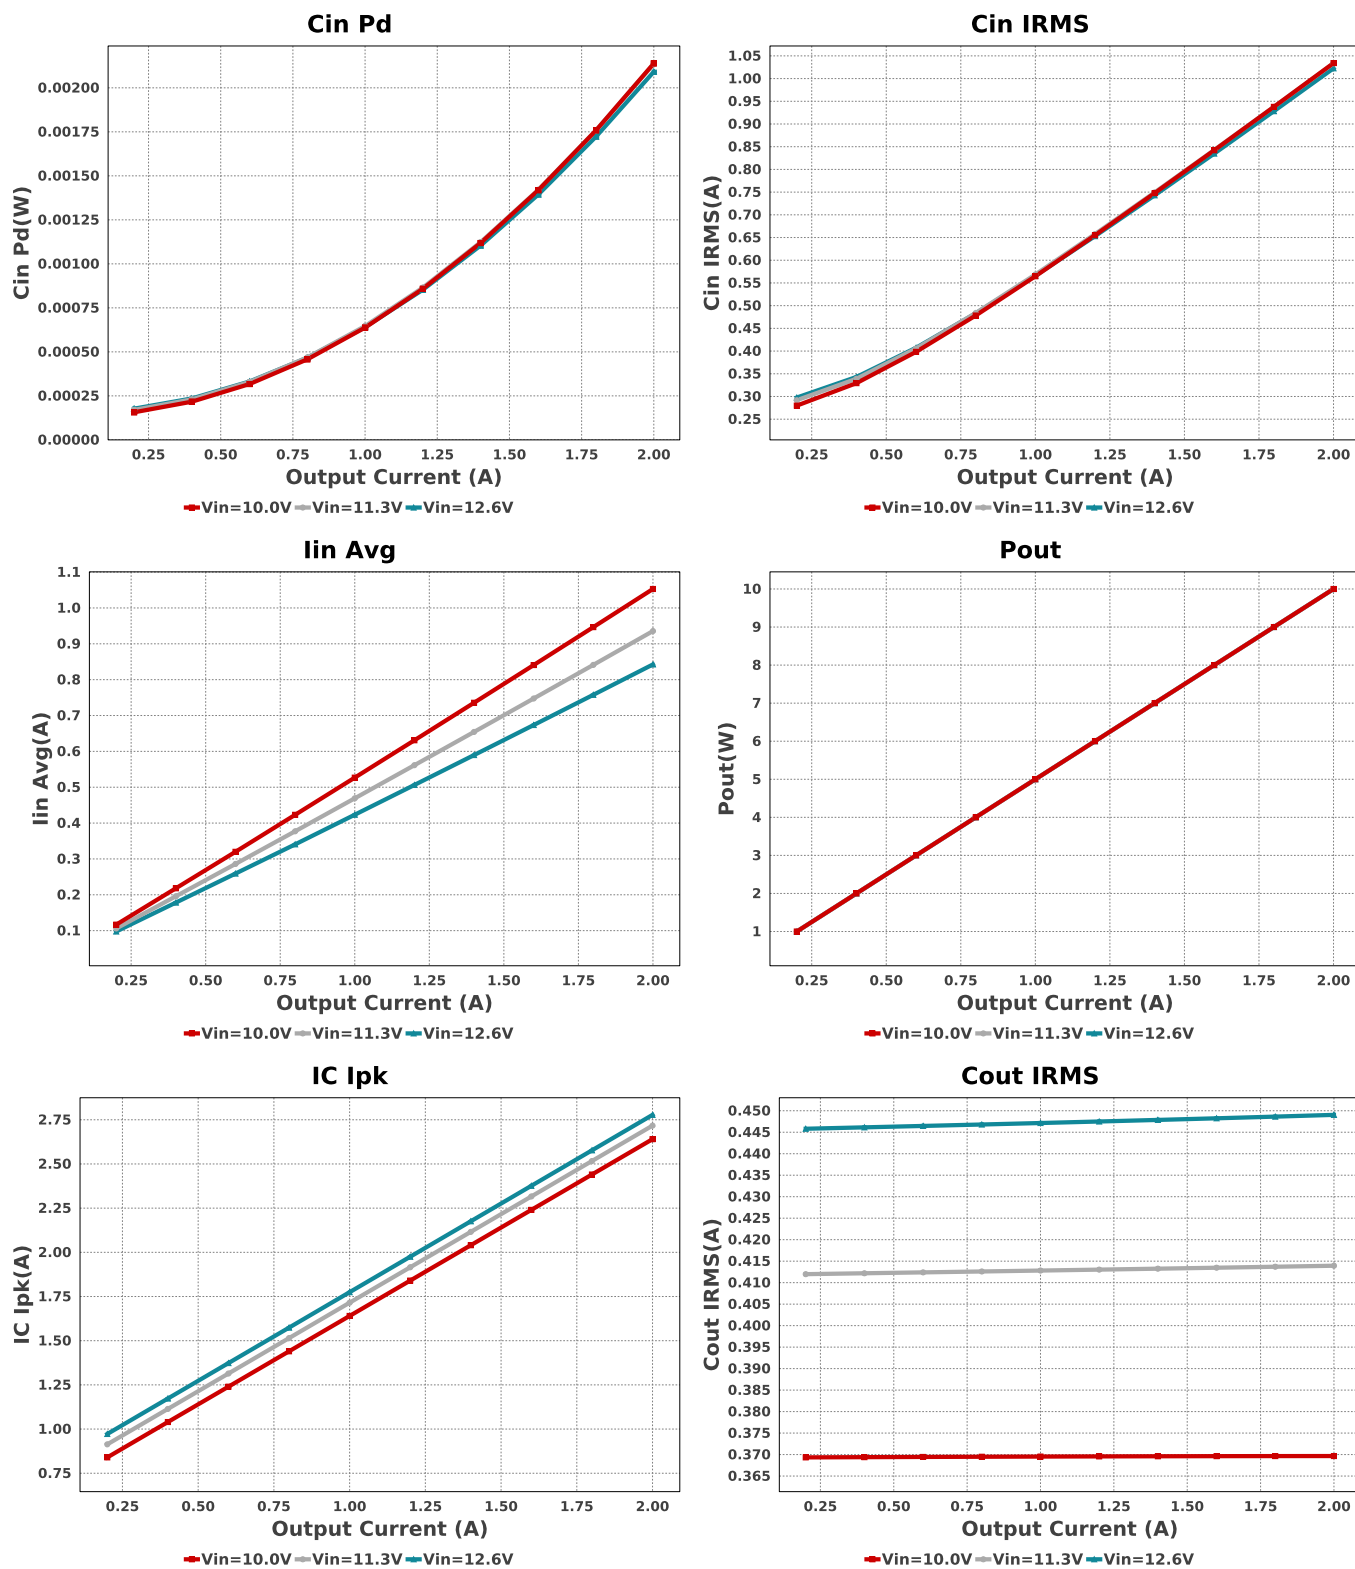 Cin Pd
Cin Pd(W)
0.00200
0.00175
0.00150
0.00125
0.00100
0.00075
0.00050
0.00025
0.00000
0.25 0.50 0.75 1.00 1.25 1.50 1.75 2.00
Output Current (A)
Vin=10.0V Vin=11.3V Vin=12.6V
Cin IRMS
Cin IRMS(A)
1.05
1.00
0.95
0.90
0.85
0.80
0.75
0.70
0.65
0.60
0.55
0.50
0.45
0.40
0.35
0.30
0.25
0.25 0.50 0.75 1.00 1.25 1.50 1.75 2.00
Output Current (A)
Vin=10.0V Vin=11.3V Vin=12.6V
Iin Avg
Iin Avg(A)
1.1
1.0
0.9
0.8
0.7
0.6
0.5
0.4
0.3
0.2
0.1
0.25 0.50 0.75 1.00 1.25 1.50 1.75 2.00
Output Current (A)
Vin=10.0V Vin=11.3V Vin=12.6V
Pout
Pout(W)
10
9
8
7
6
5
4
3
2
1
0.25 0.50 0.75 1.00 1.25 1.50 1.75 2.00
Output Current (A)
Vin=10.0V Vin=11.3V Vin=12.6V
IC Ipk
IC Ipk(A)
2.75
2.50
2.25
2.00
1.75
1.50
1.25
1.00
0.75
0.25 0.50 0.75 1.00 1.25 1.50 1.75 2.00
Output Current (A)
Vin=10.0V Vin=11.3V Vin=12.6V
Cout IRMS
Cout IRMS(A)
0.450
0.445
0.440
0.435
0.430
0.425
0.420
0.415
0.410
0.405
0.400
0.395
0.390
0.385
0.380
0.375
0.370
0.365
0.25 0.50 0.75 1.00 1.25 1.50 1.75 2.00
Output Current (A)
Vin=10.0V Vin=11.3V Vin=12.6V